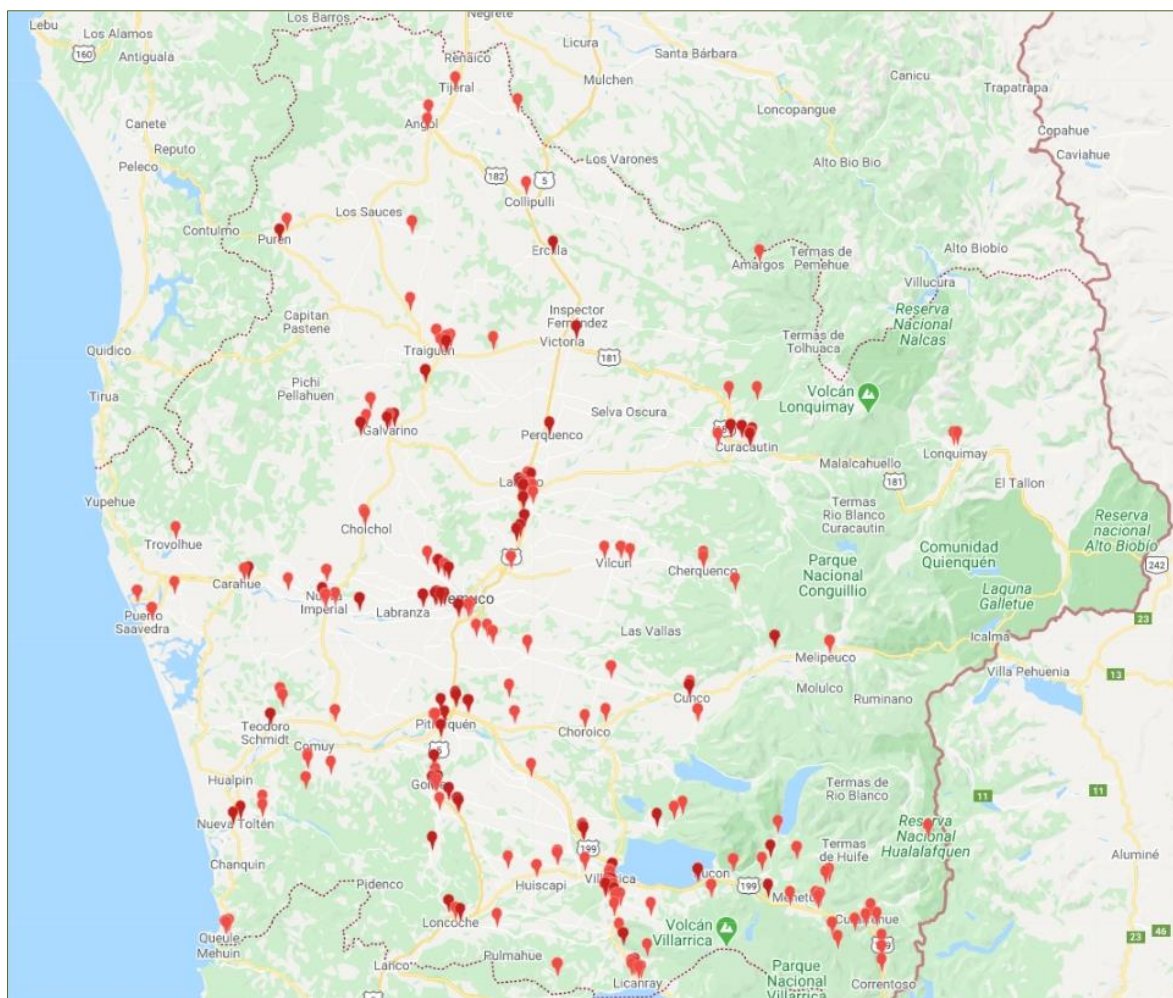 Los Barros
Negrete
Lebu
Los Alamos
160
Antiguala
Licura
Santa Bárbara
Renaico
Tijeral
Mulchen
Canicu
Trapatrapa
Loncopangue
Canete
Reputo
Angol
Copahue
Caviahue
Peleco
Los Varones
Alto Bio Bio
182
5
Collipulli
Contulmo
Los Sauces
Puren
Ercilla
Termas de
Pemehue
Alto Biobio
Amargos
Villucura
Capitan
Pastene
Inspector
Fernández
Victoria
Reserva
Nacional
Nalcas
Termas de
Tolhuaca
Quidico
Traiguen
181
Pichi
Pellahuen
Tirua
Volcán
Lonquimay
Selva Oscura
Galvarino
Perquenco
Curacautin
Lonquimay
Malalcahuello
181
El Tallon
Yupehue
Cholchol
Termas
Rio Blanco
Curacautin
Reserva
nacional
Alto Biobio
Trovolhue
Vilcun
Cherquenco
Parque
Nacional
Conguillio
Comunidad
Quienquén
242
Carahue
Laguna
Galletue
Imperial
Labranza
Puerto
Saavedra
23
Las Vallas
Icalma
Melipeuco
Villa Pehuenia
13
Molulco
Ruminano
Cunco
Teodoro
Schmidt
Choroico
Comuy
5
Hualpin
Termas de
Rio Blanco
11
11
Nueva Toltén
Reserva
Nacional
Hualalafquen
199
Termas
de Huife
Aluminé
Chanquin
Pidenco
Huiscapi
199
Loncoche
Queule
Mehuin
Volcán
Villarrica
46
23
Pulmahue
Lanco
Licanray
Parque
Nacional
Villarrica
Correntoso